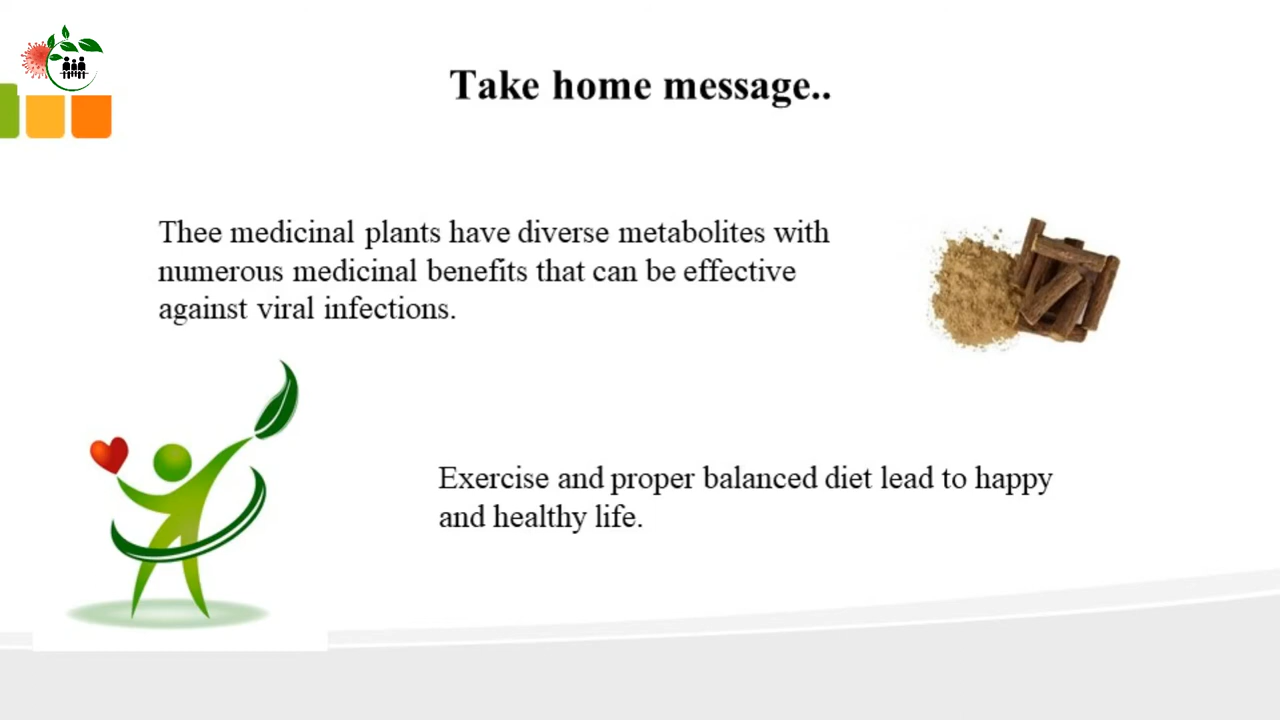 Take home message..
Thee medicinal plants have diverse metabolites with
numerous medicinal benefits that can be effective
against viral infections.
Exercise and proper balanced diet lead to happy
and healthy life.